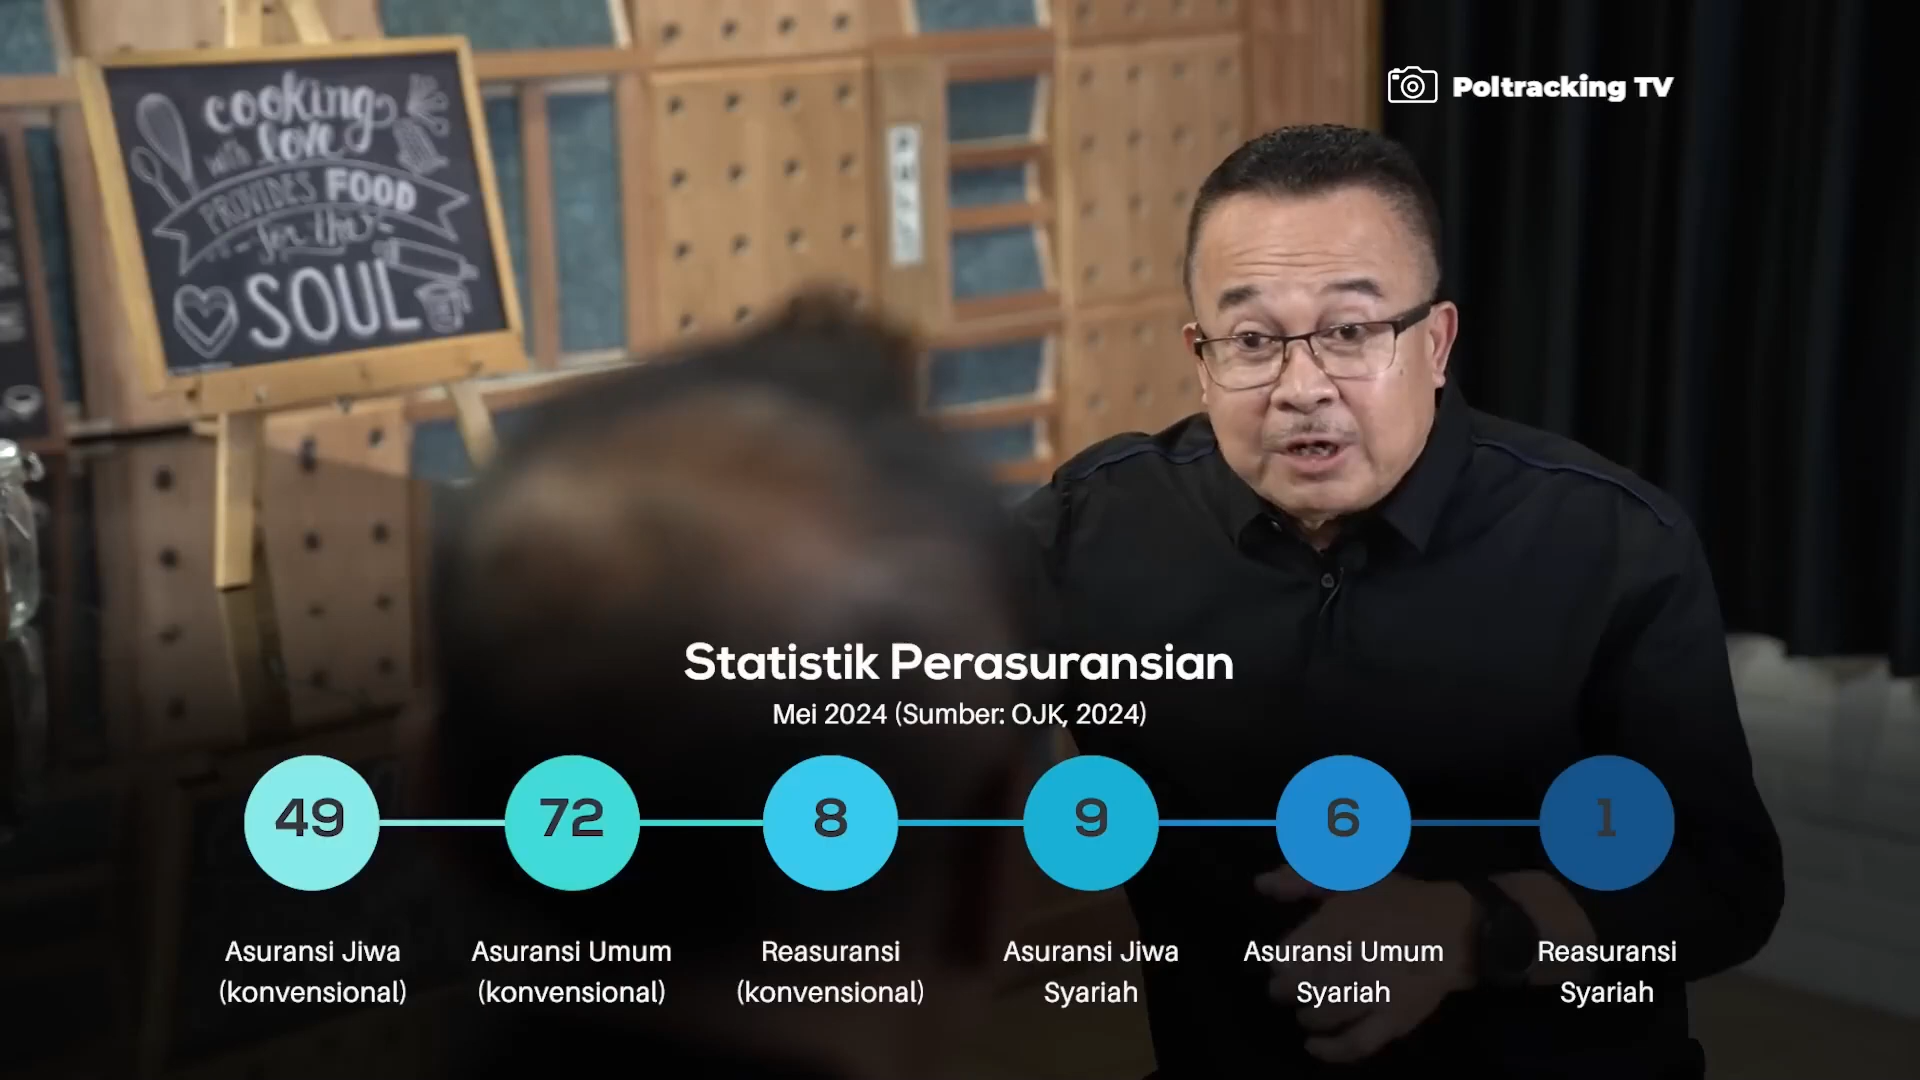 Poltracking TV
cooking
with love
PROVIDES FOOD
for the
SOUL
Statistik Perasuransian
Mei 2024 (Sumber: OJK, 2024)
49
72
8
9
6
1
Asuransi Jiwa
(konvensional)
Asuransi Umum
(konvensional)
Reasuransi
(konvensional)
Asuransi Jiwa
Syariah
Asuransi Umum
Syariah
Reasuransi
Syariah